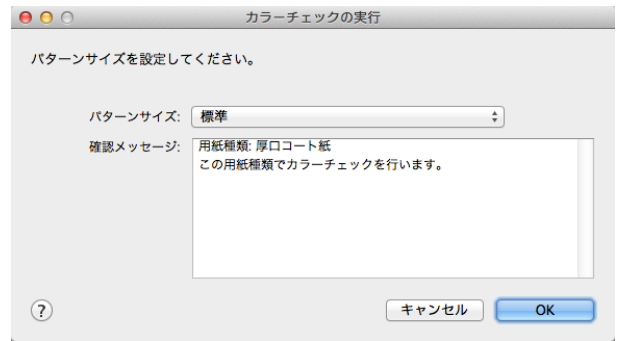 カラーチェックの実行
パターンサイズを設定してください。
パターンサイズ: 標準
確認メッセージ: 用紙種類: 厚口コート紙
この用紙種類でカラーチェックを行います。
? キャンセル OK